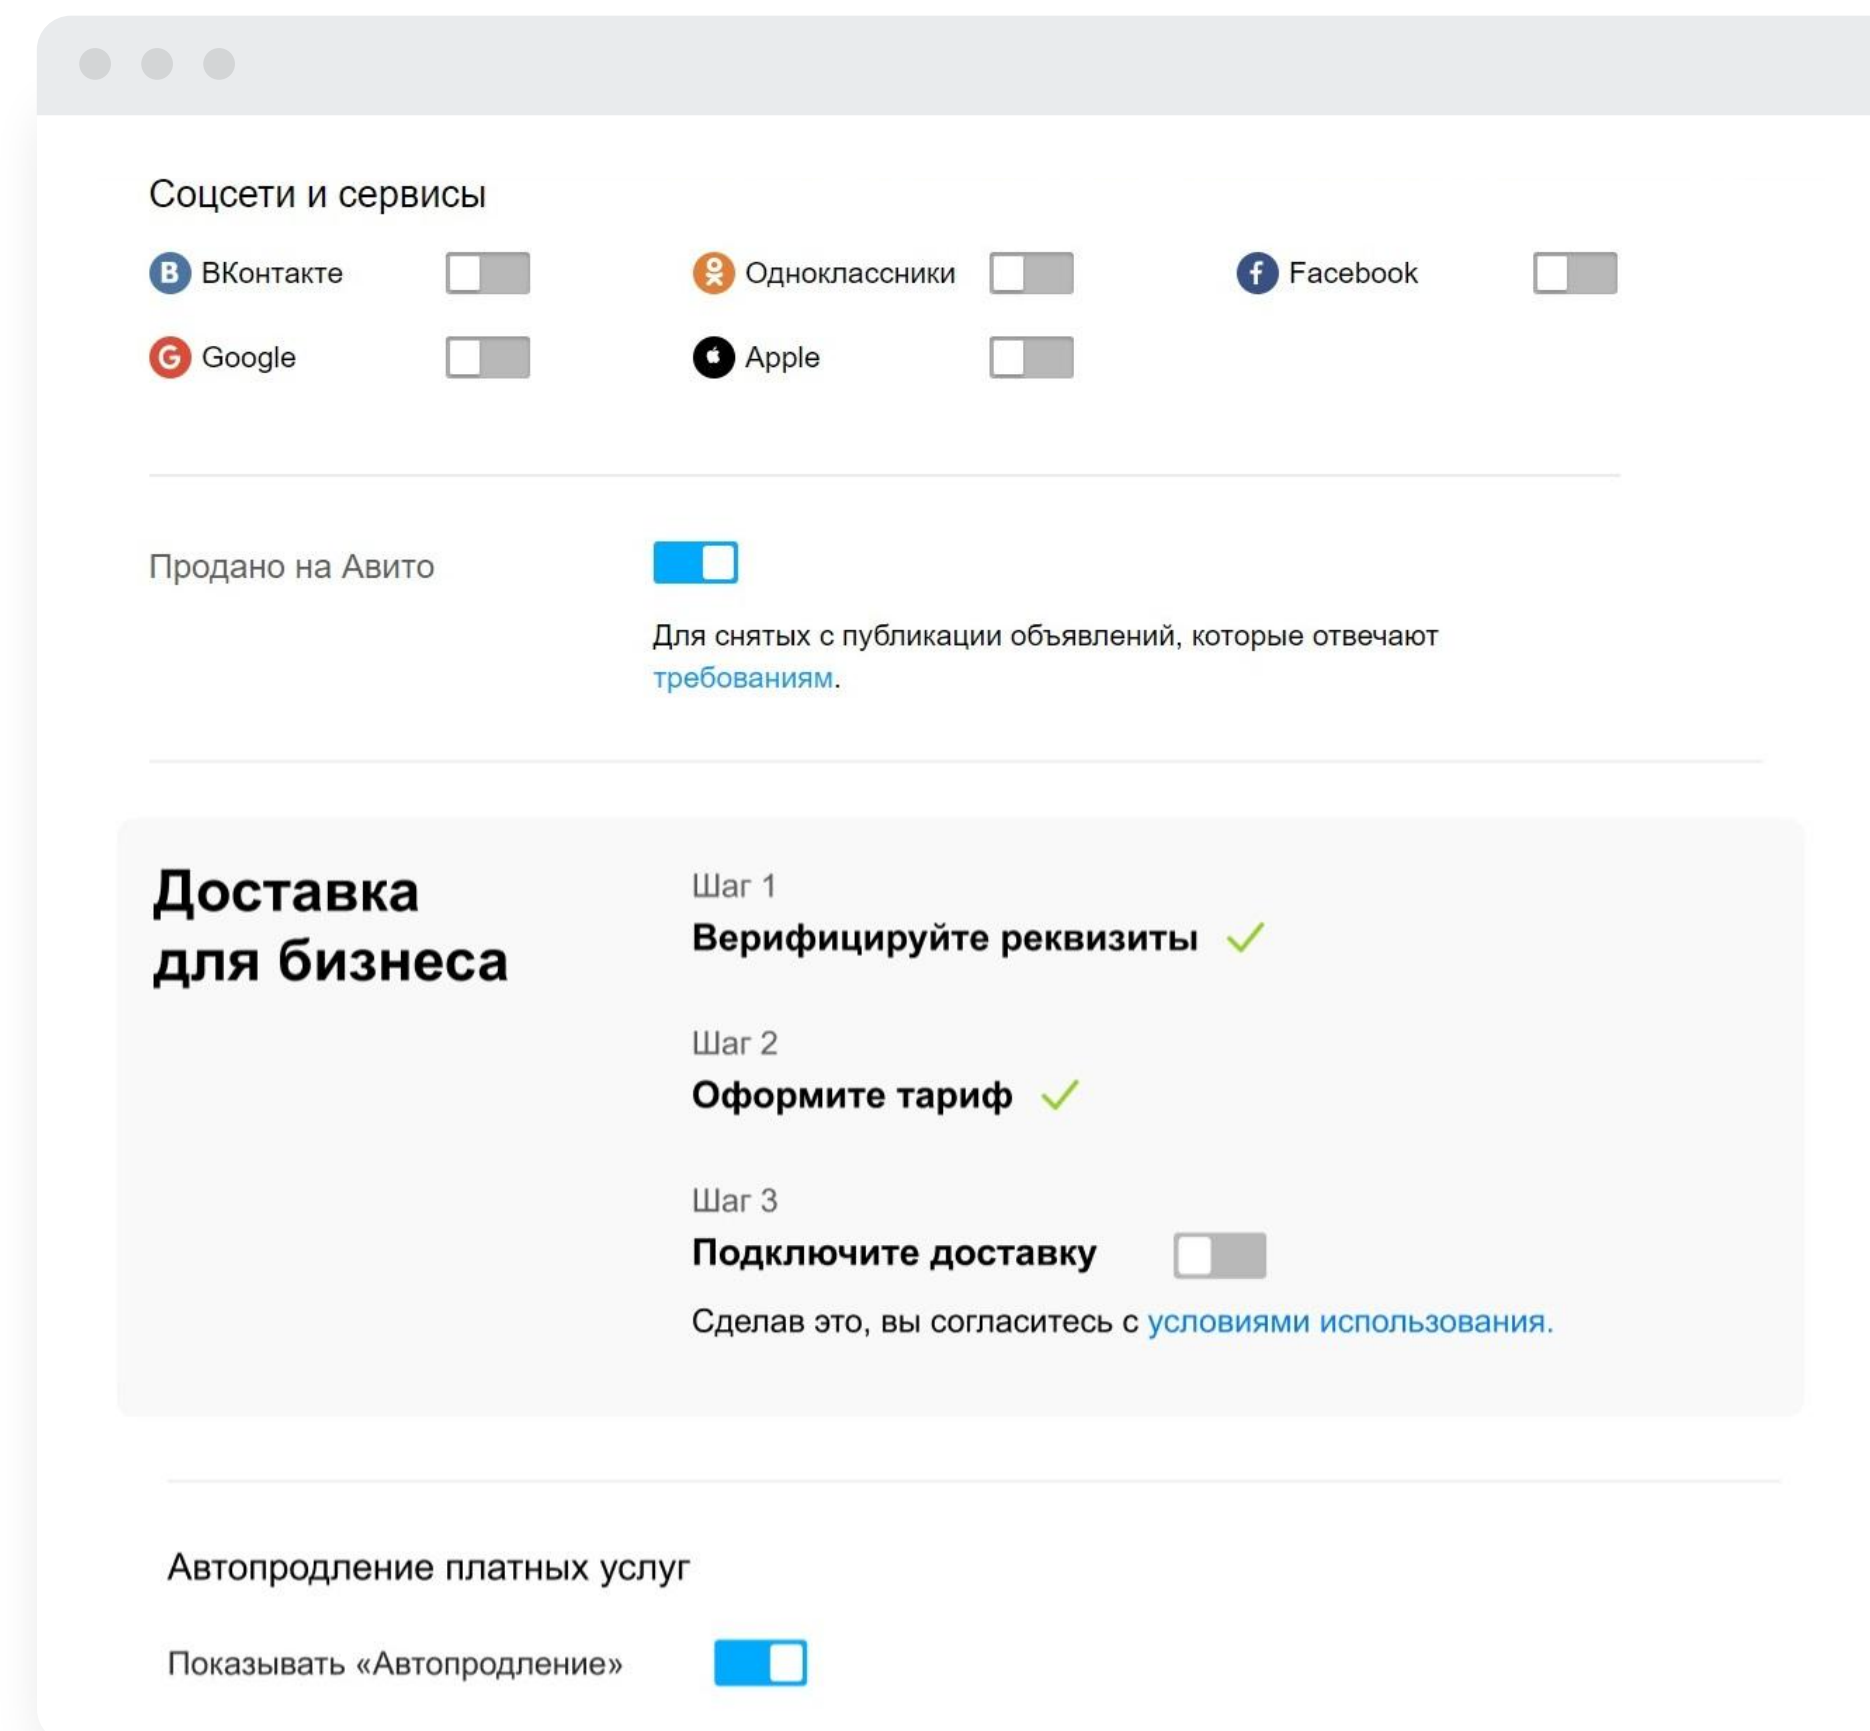 Соцсети и сервисы
ВКонтакте
Одноклассники
Facebook
Google
Apple
Продано на Авито
Для снятых с публикации объявлений, которые отвечают
требованиям.
Доставка
для бизнеса
Шаг 1
Верифицируйте реквизиты
Шаг 2
Оформите тариф
Шаг 3
Подключите доставку
Сделав это, вы согласитесь с условиями использования.
Автопродление платных услуг
Показывать «Автопродление»